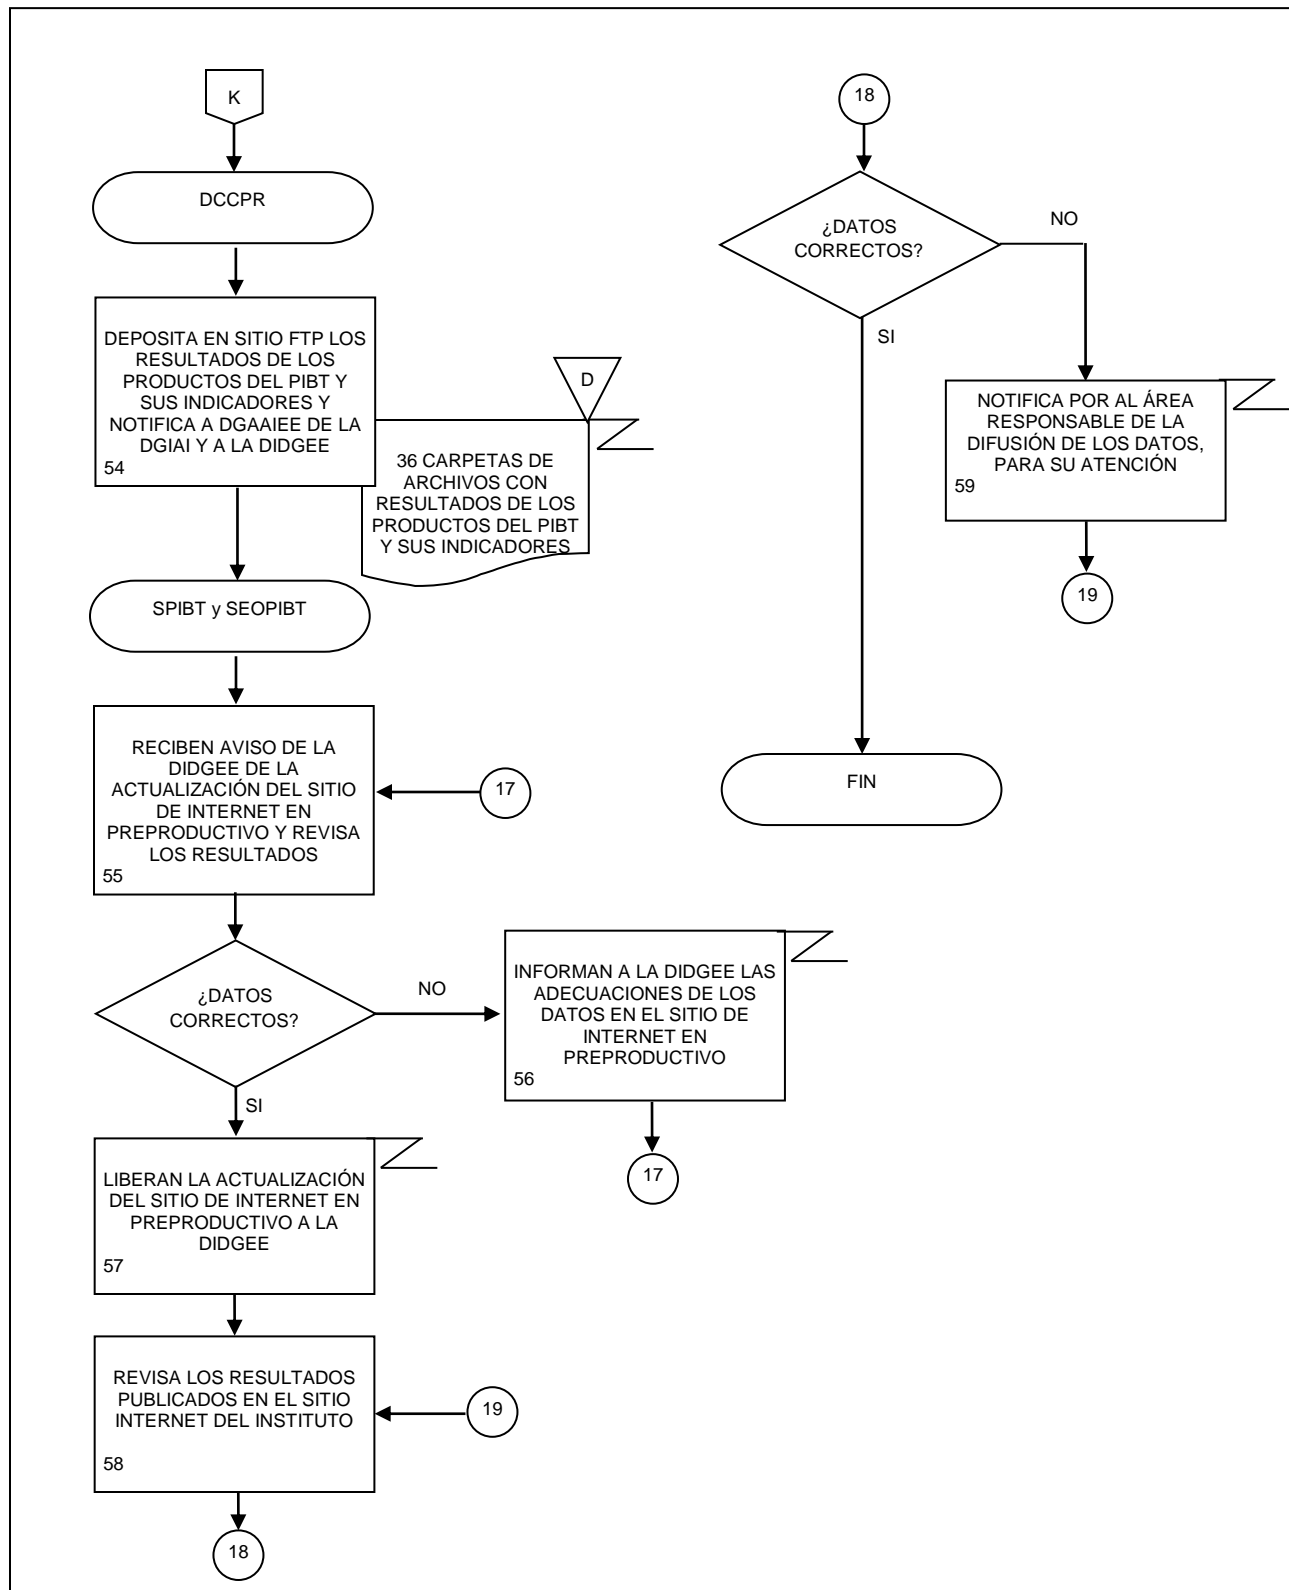 K
DCCPR
DEPOSITA EN SITIO FTP LOS
RESULTADOS DE LOS
PRODUCTOS DEL PIBT Y
SUS INDICADORES Y
NOTIFICA A DGAAIEE DE LA
DGIAI Y A LA DIDGEE
54
D
36 CARPETAS DE
ARCHIVOS CON
RESULTADOS DE LOS
PRODUCTOS DEL PIBT
Y SUS INDICADORES
SPIBT y SEOPIBT
RECIBEN AVISO DE LA
DIDGEE DE LA
ACTUALIZACIÓN DEL SITIO
DE INTERNET EN
PREPRODUCTIVO Y REVISA
LOS RESULTADOS
55
17
¿DATOS
CORRECTOS?
NO
INFORMAN A LA DIDGEE LAS
ADECUACIONES DE LOS
DATOS EN EL SITIO DE
INTERNET EN
PREPRODUCTIVO
56
17
SI
LIBERAN LA ACTUALIZACIÓN
DEL SITIO DE INTERNET EN
PREPRODUCTIVO A LA
DIDGEE
57
REVISA LOS RESULTADOS
PUBLICADOS EN EL SITIO
INTERNET DEL INSTITUTO
58
19
18
18
¿DATOS
CORRECTOS?
NO
SI
NOTIFICA POR AL ÁREA
RESPONSABLE DE LA
DIFUSIÓN DE LOS DATOS,
PARA SU ATENCIÓN
59
19
FIN